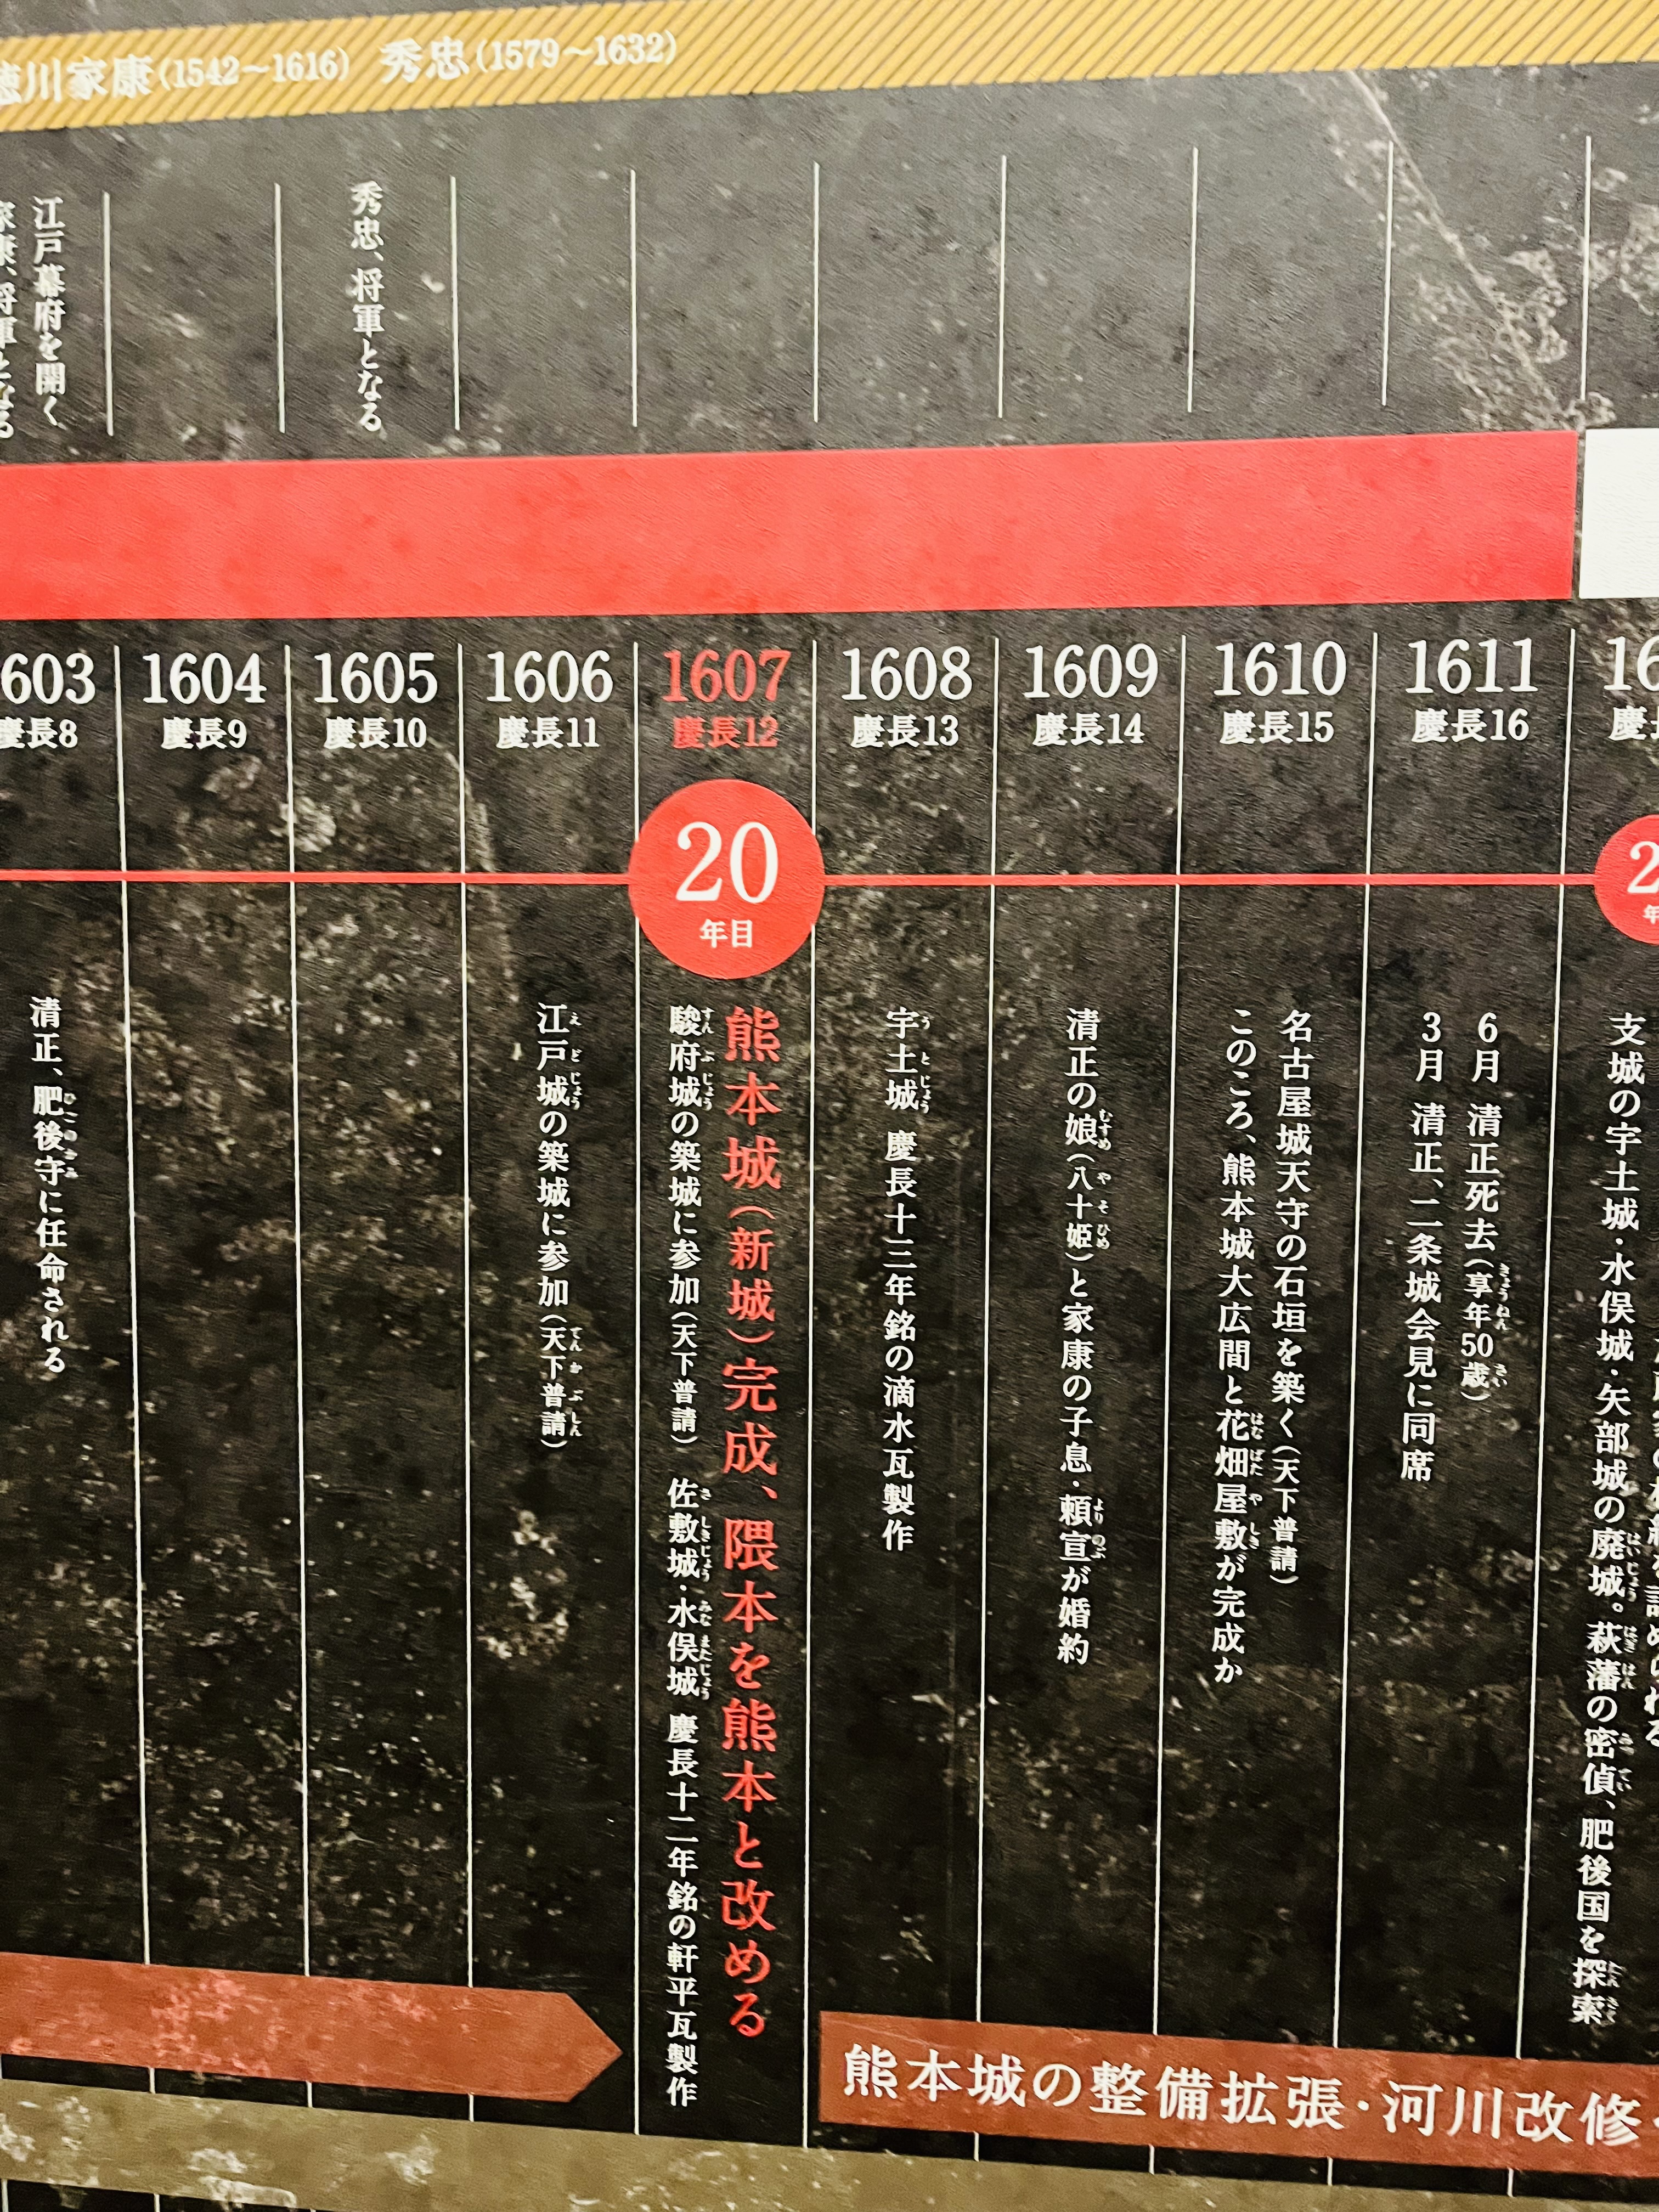 徳川家康(1542～1616) 秀忠(1579～1632)
江戸幕府を開く
家康、将軍となる
秀忠、将軍となる
1603
慶長8
1604
慶長9
1605
慶長10
1606
慶長11
1607
慶長12
1608
慶長13
1609
慶長14
1610
慶長15
1611
慶長16
20
年目
清正、肥後守に任命される
江戸城の築城に参加(天下普請)
熊本城(新城)完成、隈本を熊本と改める
駿府城の築城に参加(天下普請) 佐敷城・水俣城 慶長十二年銘の軒平瓦製作
宇土城 慶長十三年銘の滴水瓦製作
清正の娘(八十姫)と家康の子息・頼宣が婚約
名古屋城天守の石垣を築く(天下普請)
このころ、熊本城大広間と花畑屋敷が完成か
6月 清正死去(享年50歳)
3月 清正、二条城会見に同席
支城の宇土城・水俣城・矢部城の廃城。萩藩の密偵、肥後国を探索
熊本城の整備拡張・河川改修